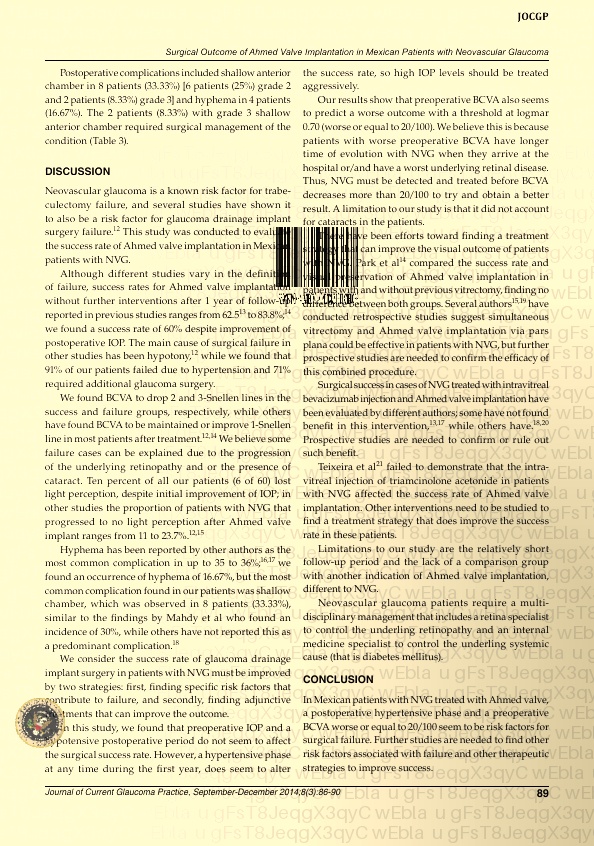 JOCGP
Surgical Outcome of Ahmed Valve Implantation in Mexican Patients with Neovascular Glaucoma
Postoperative complications included shallow anterior
chamber in 8 patients (33.33%) [6 patients (25%) grade 2
and 2 patients (8.33%) grade 3] and hyphema in 4 patients
(16.67%). The 2 patients (8.33%) with grade 3 shallow
anterior chamber required surgical management of the
condition (Table 3).
DISCUSSION
Neovascular glaucoma is a known risk factor for trabe-
culectomy failure, and several studies have shown it
to also be a risk factor for glaucoma drainage implant
surgery failure.12 This study was conducted to
the success rate of Ahmed valve implantation in
patients with NVG.
Although different studies vary in the
of failure, success rates for Ahmed valve
without further interventions after 1 year of
reported in previous studies ranges from 62.513 to 83.8%;14
we found a success rate of 60% despite improvement of
postoperative IOP. The main cause of surgical failure in
other studies has been hypotony,12 while we found that
91% of our patients failed due to hypertension and 71%
required additional glaucoma surgery.
We found BCVA to drop 2 and 3-Snellen lines in the
success and failure groups, respectively, while others
have found BCVA to be maintained or improve 1-Snellen
line in most patients after treatment.12,14 We believe some
failure cases can be explained due to the progression
of the underlying retinopathy and or the presence of
cataract. Ten percent of all our patients (6 of 60) lost
light perception, despite initial improvement of IOP; in
other studies the proportion of patients with NVG that
progressed to no light perception after Ahmed valve
implant ranges from 11 to 23.7%.12,15
Hyphema has been reported by other authors as the
most common complication in up to 35 to 36%,16,17 we
found an occurrence of hyphema of 16.67%, but the most
common complication found in our patients was shallow
chamber, which was observed in 8 patients (33.33%),
similar to the findings by Mahdy et al who found an
incidence of 30%, while others have not reported this as
a predominant complication.18
We consider the success rate of glaucoma drainage
implant surgery in patients with NVG must be improved
by two strategies: first, finding specific risk factors that
contribute to failure, and secondly, finding adjunctive
treatments that can improve the outcome.
In this study, we found that preoperative IOP and a
hypotensive postoperative period do not seem to affect
the surgical success rate. However, a hypertensive phase
at any time during the first year, does seem to alter
the success rate, so high IOP levels should be treated
aggressively.
Our results show that preoperative BCVA also seems
to predict a worse outcome with a threshold at logmar
0.70 (worse or equal to 20/100). We believe this is because
patients with worse preoperative BCVA have longer
time of evolution with NVG when they arrive at the
hospital or/and have a worst underlying retinal disease.
Thus, NVG must be detected and treated before BCVA
decreases more than 20/100 to try and obtain a better
result. A limitation to our study is that it did not account
for cataracts in the patients.
have been efforts toward finding a treatment
that can improve the visual outcome of patients
Park et al14 compared the success rate and
preservation of Ahmed valve implantation in
patients with and without previous vitrectomy, finding no
difference between both groups. Several authors15,19 have
conducted retrospective studies suggest simultaneous
vitrectomy and Ahmed valve implantation via pars
plana could be effective in patients with NVG, but further
prospective studies are needed to confirm the efficacy of
this combined procedure.
Surgical success in cases of NVG treated with intravitreal
bevacizumab injection and Ahmed valve implantation have
been evaluated by different authors; some have not found
benefit in this intervention,13,17 while others have.18,20
Prospective studies are needed to confirm or rule out
such benefit.
Teixeira et al21 failed to demonstrate that the intra-
vitreal injection of triamcinolone acetonide in patients
with NVG affected the success rate of Ahmed valve
implantation. Other interventions need to be studied to
find a treatment strategy that does improve the success
rate in these patients.
Limitations to our study are the relatively short
follow-up period and the lack of a comparison group
with another indication of Ahmed valve implantation,
different to NVG.
Neovascular glaucoma patients require a multi-
disciplinary management that includes a retina specialist
to control the underling retinopathy and an internal
medicine specialist to control the underling systemic
cause (that is diabetes mellitus).
CONCLUSION
In Mexican patients with NVG treated with Ahmed valve,
a postoperative hypertensive phase and a preoperative
BCVA worse or equal to 20/100 seem to be risk factors for
surgical failure. Further studies are needed to find other
risk factors associated with failure and other therapeutic
strategies to improve success.
Journal of Current Glaucoma Practice, September-December 2014;8(3):86-90
89